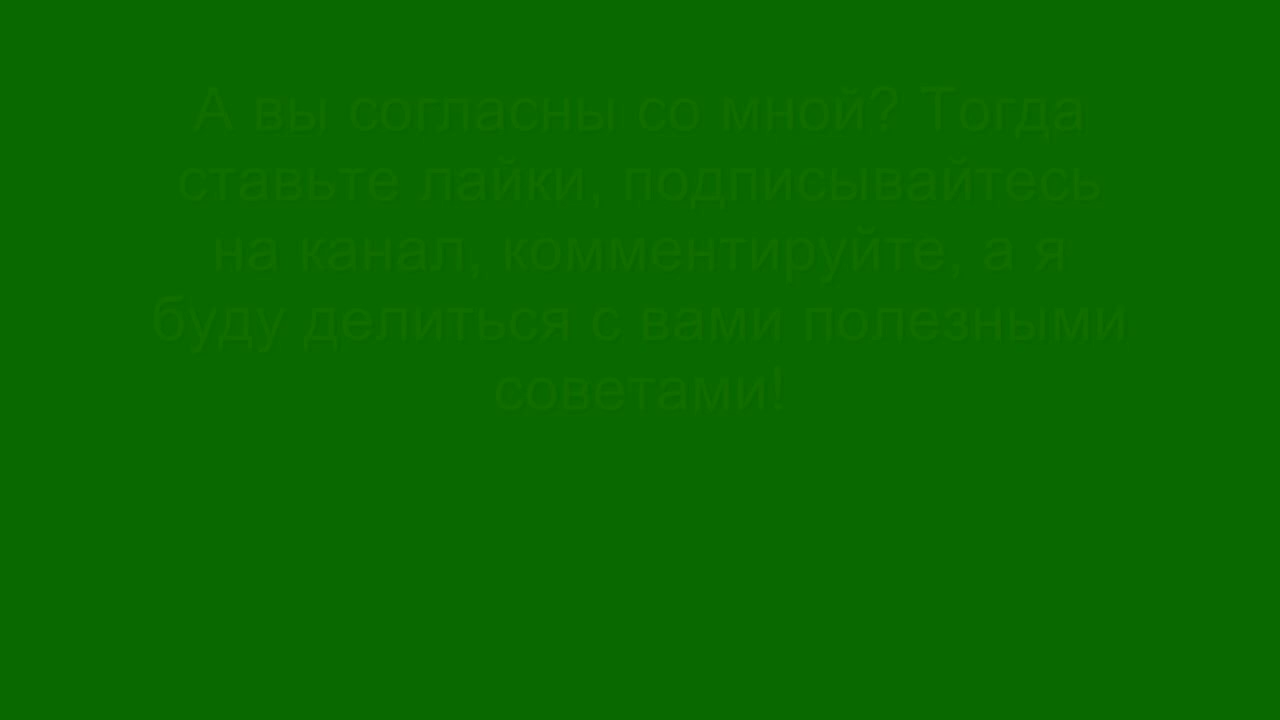 А вы согласны со мной? Тогда
ставьте лайки, подписывайтесь
на канал, комментируйте, а я
буду делиться с вами полезными
советами!